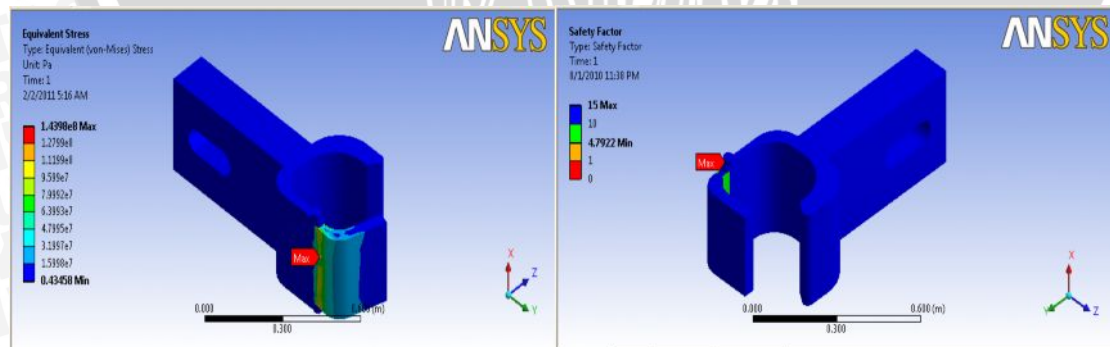 ANSYS
Equivalent Stress
Type: Equivalent (von-Mises) Stress
Unit: Pa
Time: 1
2/2/2011 5:16 AM
1.4398e8 Max
1.2799e8
1.1199e8
9.599e7
7.9992e7
6.3993e7
4.7995e7
3.1997e7
1.5998e7
0.43458 Min
Max
0.000
0.600 (m)
0.300
X
Z
Y
ANSYS
Safety Factor
Type: Safety Factor
Time: 1
8/1/2010 11:38 PM
15 Max
10
4.7922 Min
1
0
Max
0.000
0.600 (m)
0.300
X
Y
Z